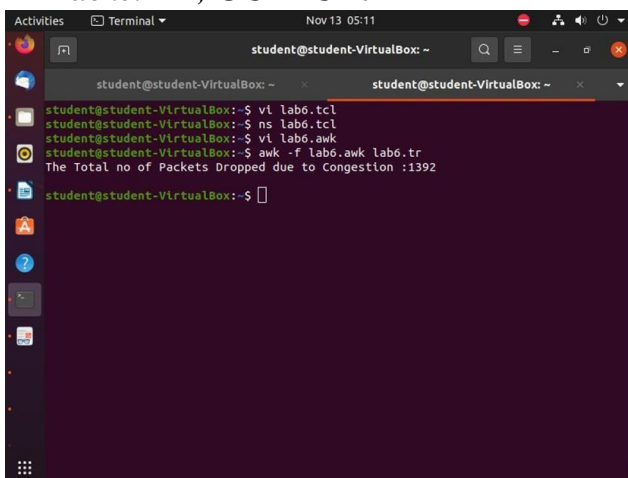 Activities Terminal Nov 13 05:11
student@student-VirtualBox: ~
student@student-VirtualBox: ~ student@student-VirtualBox: ~
student@student-VirtualBox:~$ vi lab6.tcl
student@student-VirtualBox:~$ ns lab6.tcl
student@student-VirtualBox:~$ vi lab6.awk
student@student-VirtualBox:~$ awk -f lab6.awk lab6.tr
The Total no of Packets Dropped due to Congestion :1392
student@student-VirtualBox:~$